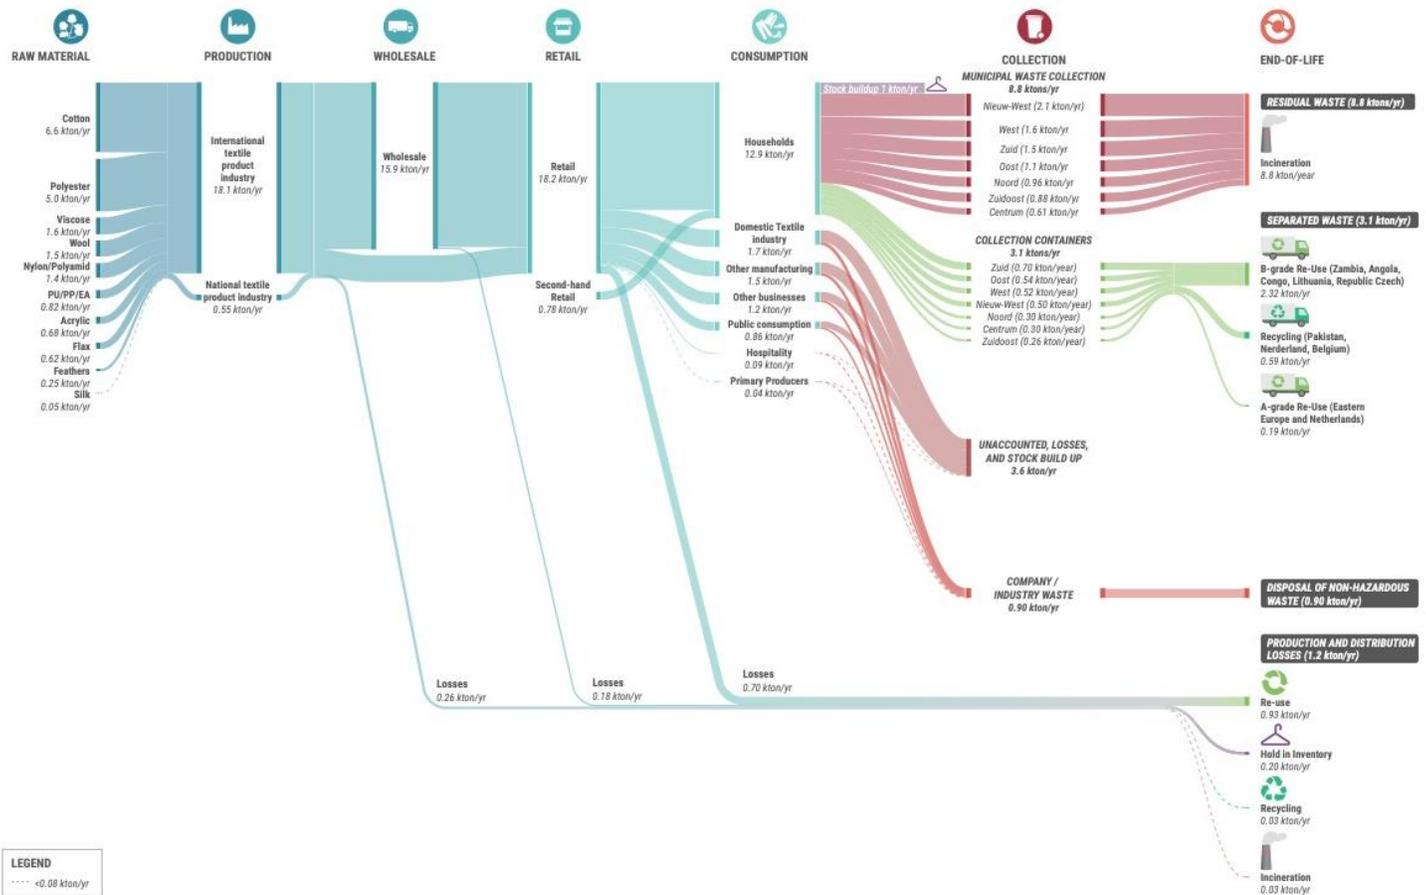 RAW MATERIAL
PRODUCTION
WHOLESALE
RETAIL
CONSUMPTION
COLLECTION
END-OF-LIFE
Cotton
6.6 kton/yr
Polyester
5.0 kton/yr
Viscose
1.6 kton/yr
Wool
1.5 kton/yr
Nylon/Polyamid
1.4 kton/yr
PU/PP/EA
0.82 kton/yr
Acrylic
0.68 kton/yr
Flax
0.62 kton/yr
Feathers
0.25 kton/yr
Silk
0.05 kton/yr
International
textile
product
industry
18.1 kton/yr
National textile
product industry
0.55 kton/yr
Wholesale
15.9 kton/yr
Retail
18.2 kton/yr
Second-hand
Retail
0.78 kton/yr
Households
12.9 kton/yr
Domestic Textile
industry
1.7 kton/yr
Other manufacturing
1.5 kton/yr
Other businesses
1.2 kton/yr
Public consumption
0.86 kton/yr
Hospitality
0.09 kton/yr
Primary Producers
0.04 kton/yr
Stock buildup 1 kton/yr
MUNICIPAL WASTE COLLECTION
8.8 ktons/yr
Nieuw-West (2.1 kton/yr)
West (1.6 kton/yr
Zuid (1.5 kton/yr
Oost (1.1 kton/yr
Noord (0.96 kton/yr
Zuidoost (0.88 kton/yr
Centrum (0.61 kton/yr
COLLECTION CONTAINERS
3.1 ktons/yr
Zuid (0.70 kton/year)
Oost (0.54 kton/year)
West (0.52 kton/year)
Nieuw-West (0.50 kton/year)
Noord (0.30 kton/year)
Centrum (0.30 kton/year)
Zuidoost (0.26 kton/year)
UNACCOUNTED, LOSSES,
AND STOCK BUILD UP
3.6 kton/yr
COMPANY /
INDUSTRY WASTE
0.90 kton/yr
RESIDUAL WASTE (8.8 ktons/yr)
Incineration
8.8 kton/year
SEPARATED WASTE (3.1 kton/yr)
B-grade Re-Use (Zambia, Angola,
Congo, Lithuania, Republic Czech)
2.32 kton/yr
Recycling (Pakistan,
Nerderland, Belgium)
0.59 kton/yr
A-grade Re-Use (Eastern
Europe and Netherlands)
0.19 kton/yr
DISPOSAL OF NON-HAZARDOUS
WASTE (0.90 kton/yr)
PRODUCTION AND DISTRIBUTION
LOSSES (1.2 kton/yr)
Losses
0.26 kton/yr
Losses
0.18 kton/yr
Losses
0.70 kton/yr
Re-use
0.93 kton/yr
Hold in Inventory
0.20 kton/yr
Recycling
0.03 kton/yr
Incineration
0.03 kton/yr
LEGEND
<0.08 kton/yr